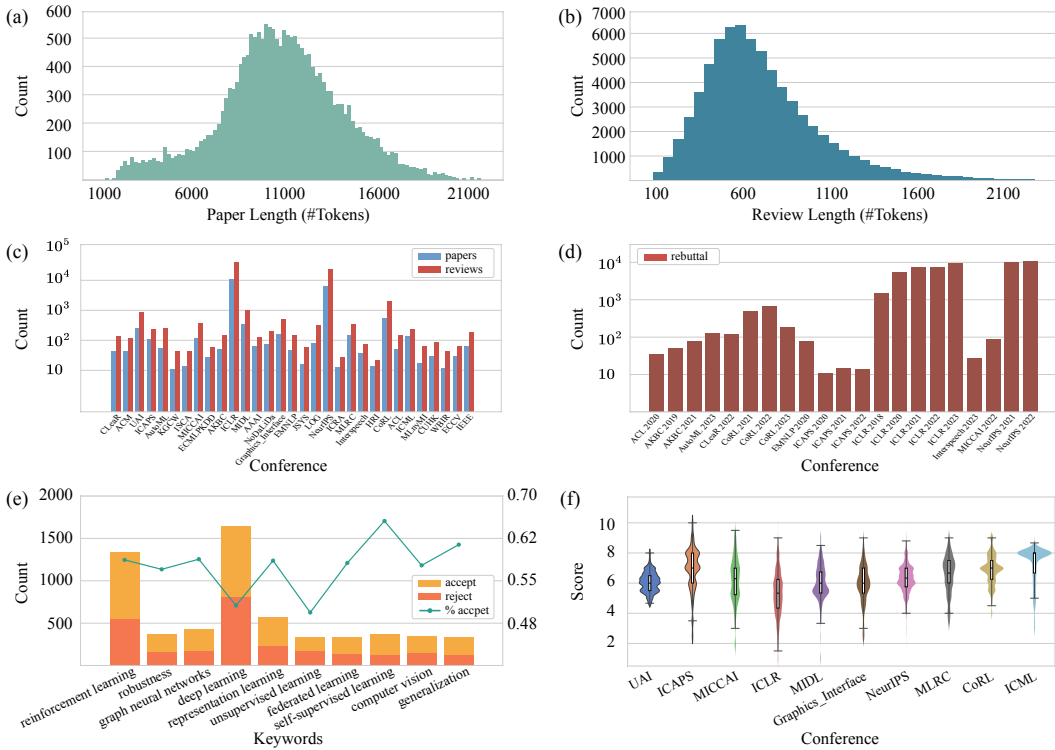 (a)
600
500
400
300
200
100
Count
1000
6000
11000
16000
21000
Paper Length (#Tokens)
(b)
7000
6000
5000
4000
3000
2000
1000
Count
100
600
1100
1600
2100
Review Length (#Tokens)
(c)
10^5
10^4
10^3
10^2
10
Count
papers
reviews
CLeaR
ACM
UAI
ICAPS
AutoML
KGCW
USCA
MICCAI
ECMLPKDD
AKBC
ICLR
MIDL
AAAI
NoDaLiDa
Graphics_Interface
EMNLP
JSYS
LOG
NeurIPS
ICRA
MLRC
Interspeech
HRI
CoRL
ACL
ICML
MLemMI
CUHK
WBIR
ECCV
IEEE
Conference
(d)
10^4
10^3
10^2
10
Count
rebuttal
ACL 2020
AKBC 2019
AKBC 2021
AutoML 2023
CLeaR 2022
CoRL 2021
CoRL 2022
CoRL 2023
EMNLP 2020
ICAPS 2020
ICAPS 2021
ICAPS 2022
ICLR 2018
ICLR 2020
ICLR 2021
ICLR 2022
ICLR 2023
Interspeech 2023
MICCAI 2022
NeurIPS 2021
NeurIPS 2022
Conference
(e)
2000
1500
1000
500
Count
0.70
0.62
0.55
0.48
accept
reject
% accpet
reinforcement learning
robustness
graph neural networks
deep learning
representation learning
unsupervised learning
federated learning
self-supervised learning
computer vision
generalization
Keywords
(f)
10
8
6
4
2
Score
UAI
ICAPS
MICCAI
ICLR
MIDL
Graphics_Interface
NeurIPS
MLRC
CoRL
ICML
Conference